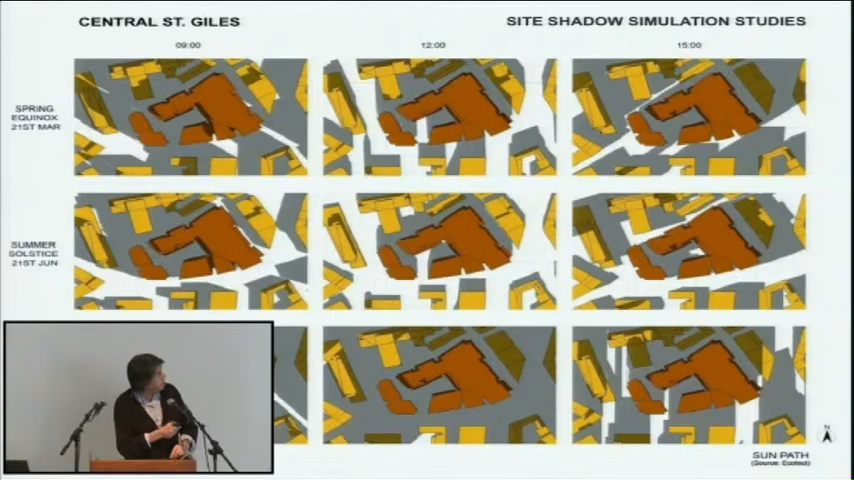 CENTRAL ST. GILES
SITE SHADOW SIMULATION STUDIES
09:00
12:00
15:00
SPRING
EQUINOX
21ST MAR
SUMMER
SOLSTICE
21ST JUN
N
SUN PATH
(Source: Ecotect)